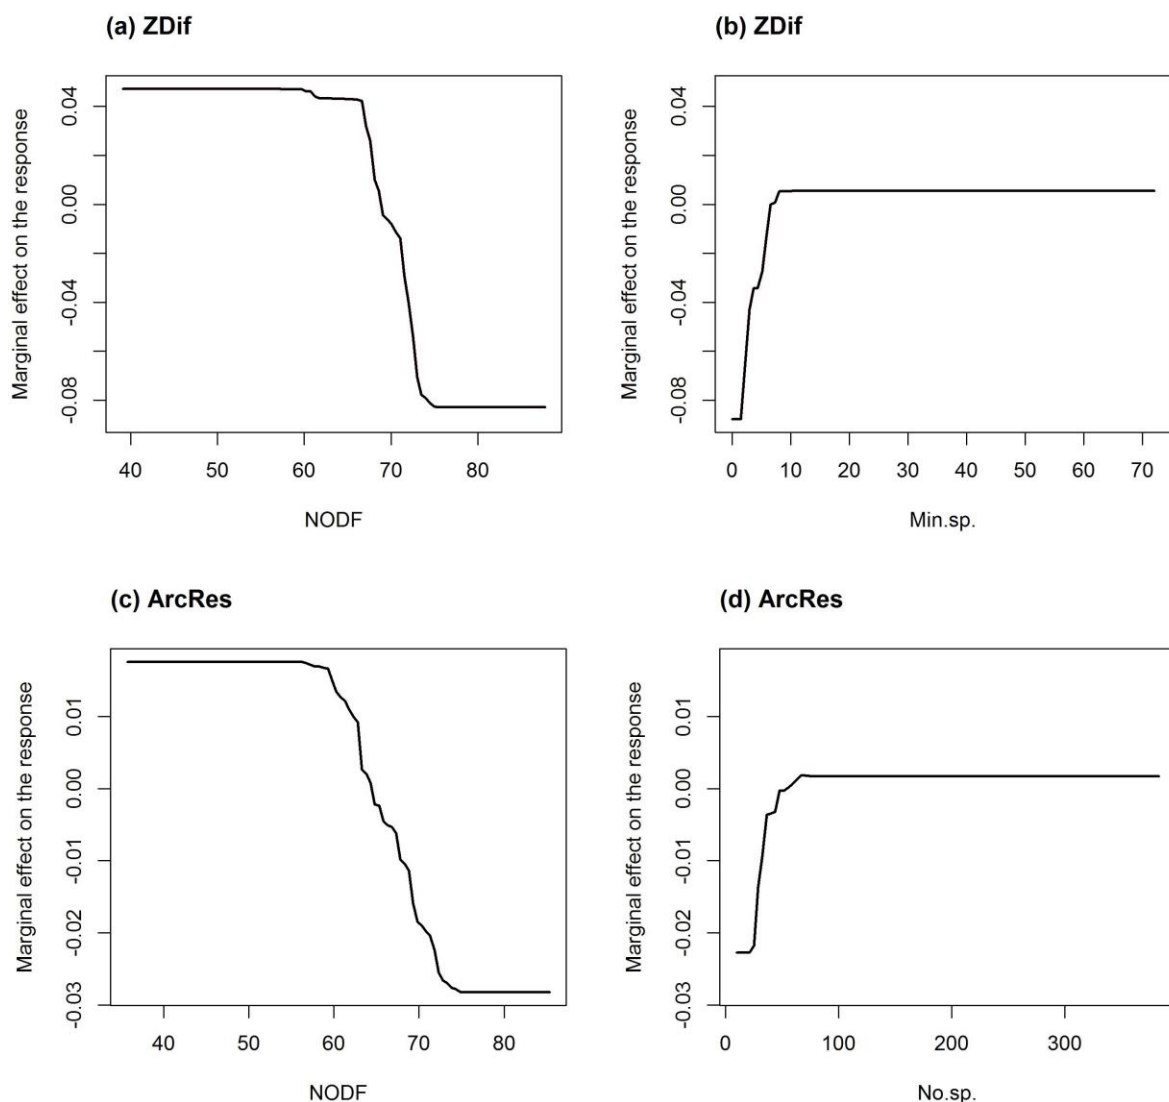 (a) ZDif
Marginal effect on the response
0.04
0.00
-0.04
-0.08
40 50 60 70 80
NODF
(b) ZDif
Marginal effect on the response
0.04
0.00
-0.04
-0.08
0 10 20 30 40 50 60 70
Min.sp.
(c) ArcRes
Marginal effect on the response
0.01
0.00
-0.01
-0.02
-0.03
40 50 60 70 80
NODF
(d) ArcRes
Marginal effect on the response
0.01
0.00
-0.01
-0.02
-0.03
0 100 200 300
No.sp.